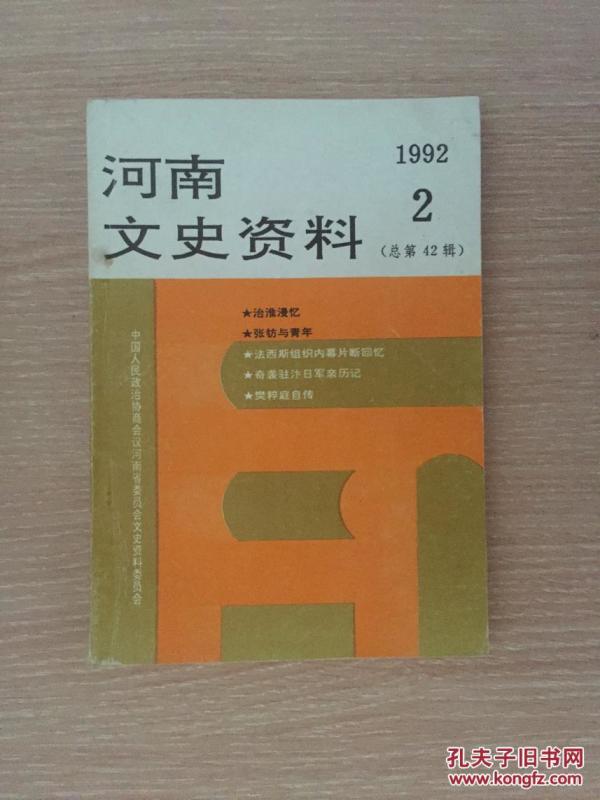 河南
文史资料
1992
2
(总第42辑)
★治淮漫忆
★张钫与青年
★法西斯组织内幕片断回忆
★奇袭驻汴日军亲历记
★樊粹庭自传
中国人民政治协商会议河南省委员会文史资料委员会
孔夫子旧书网
www.kongfz.com